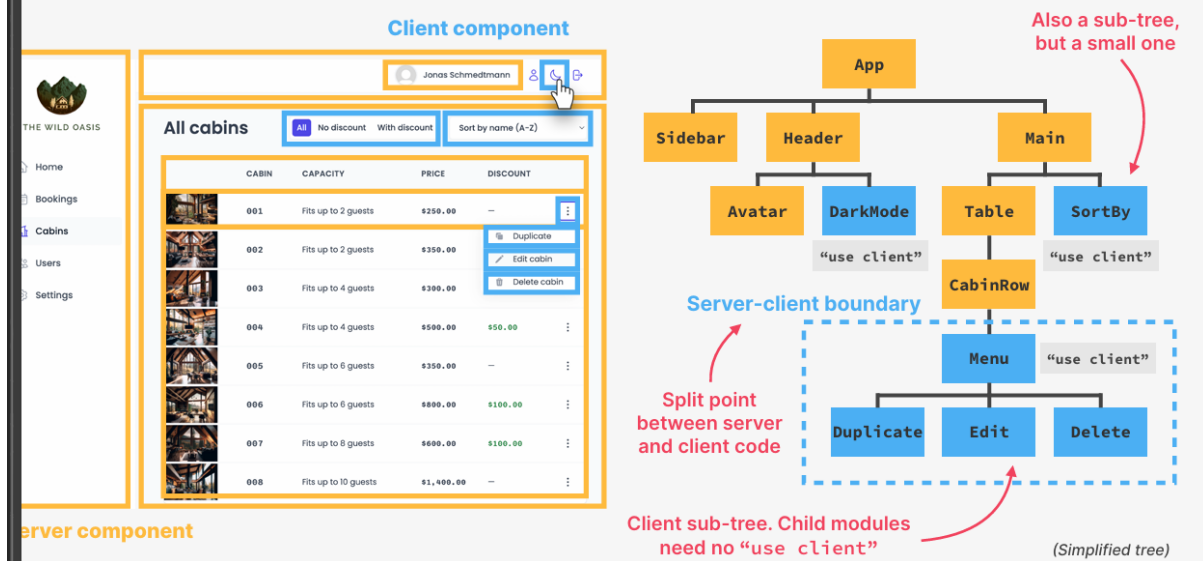 Client component
Jonas Schmedtmann
THE WILD OASIS
Home
Bookings
Cabins
Users
Settings
All cabins
All No discount With discount
Sort by name (A-Z)
CABIN CAPACITY PRICE DISCOUNT
001 Fits up to 2 guests $250.00 —
Duplicate
Edit cabin
Delete cabin
002 Fits up to 2 guests $350.00
003 Fits up to 4 guests $300.00
004 Fits up to 4 guests $500.00 $50.00
005 Fits up to 6 guests $350.00 —
006 Fits up to 6 guests $800.00 $100.00
007 Fits up to 8 guests $600.00 $100.00
008 Fits up to 10 guests $1,400.00 —
erver component
Also a sub-tree,
but a small one
App
Sidebar Header Main
Avatar DarkMode Table SortBy
“use client” “use client”
CabinRow
Server-client boundary
Menu “use client”
Split point
between server
and client code
Duplicate Edit Delete
Client sub-tree. Child modules
need no “use client”
(Simplified tree)